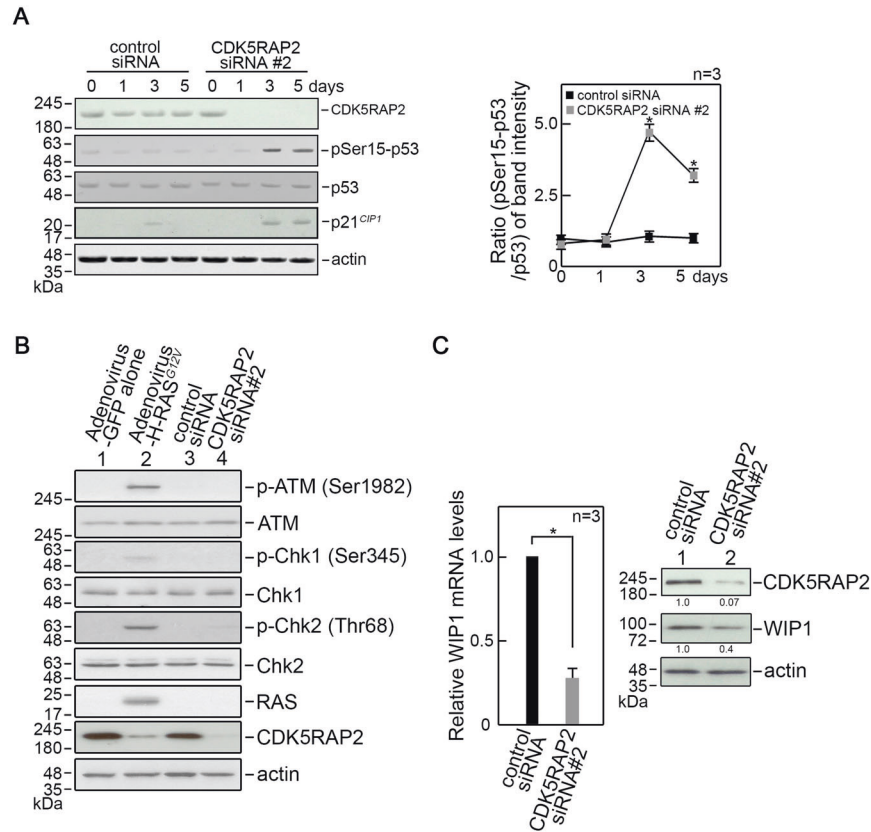 A
control
siRNA
CDK5RAP2
siRNA #2
0 1 3 5 0 1 3 5 days
245
180
CDK5RAP2
63
48
pSer15-p53
63
48
p53
20
17
p21CIP1
48
35
actin
kDa
n=3
control siRNA
CDK5RAP2 siRNA #2
Ratio (pSer15-p53
/p53) of band intensity
5.0
2.5
0
*
*
0 1 3 5 days
B
Adenovirus
-GFP alone
Adenovirus
-H-RASG12V
control
siRNA
CDK5RAP2
siRNA#2
1 2 3 4
245
p-ATM (Ser1982)
245
ATM
63
48
p-Chk1 (Ser345)
63
48
Chk1
63
48
p-Chk2 (Thr68)
63
48
Chk2
25
17
RAS
245
180
CDK5RAP2
48
35
actin
kDa
C
Relative WIP1 mRNA levels
n=3
*
1.0
0.5
0
control
siRNA
CDK5RAP2
siRNA#2
control
siRNA
CDK5RAP2
siRNA#2
1 2
245
180
CDK5RAP2
1.0 0.07
100
72
WIP1
1.0 0.4
48
35
actin
kDa